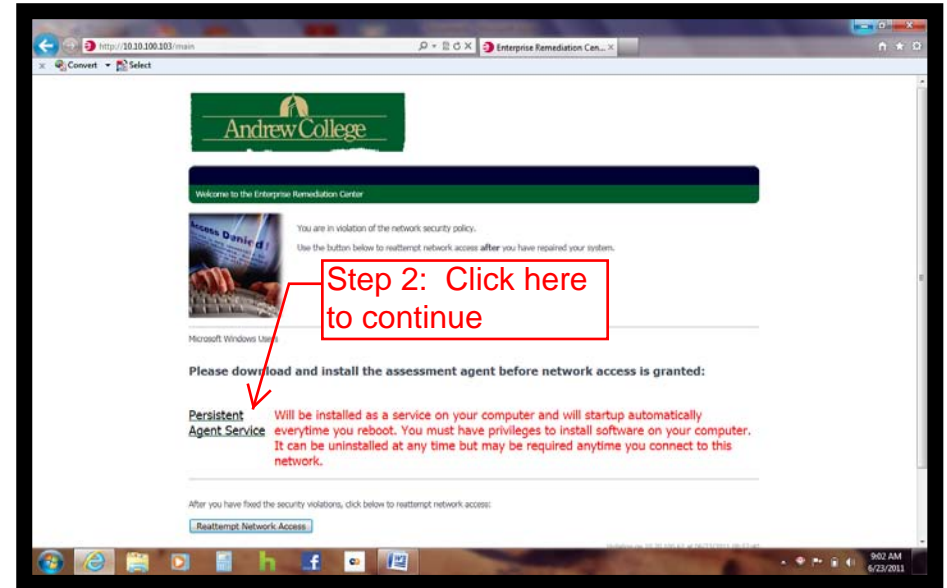 http://10.10.100.103/main
Enterprise Remediation Cen...
Convert
Select
Andrew College
Welcome to the Enterprise Remediation Center
Access Denied!
You are in violation of the network security policy.
Use the button below to reattempt network access after you have repaired your system.
Step 2: Click here
to continue
Microsoft Windows Users
Please download and install the assessment agent before network access is granted:
Persistent
Agent Service
Will be installed as a service on your computer and will startup automatically
everytime you reboot. You must have privileges to install software on your computer.
It can be uninstalled at any time but may be required anytime you connect to this
network.
After you have fixed the security violations, click below to reattempt network access:
Reattempt Network Access
9:02 AM
6/23/2011